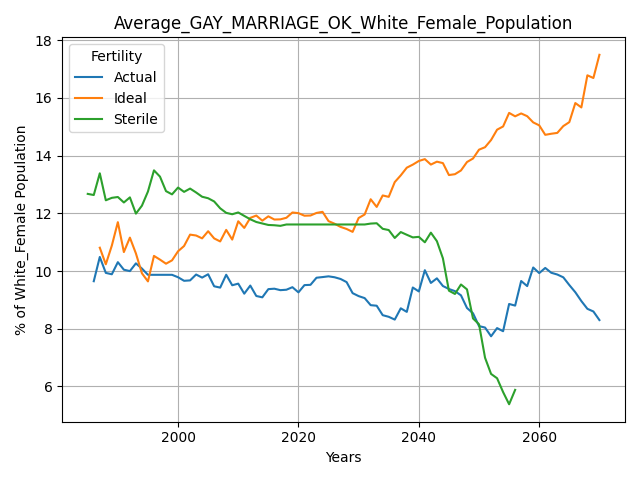 Average_GAY_MARRIAGE_OK_White_Female_Population
% of White_Female Population
18
16
14
12
10
8
6
Fertility
Actual
Ideal
Sterile
2000
2020
2040
2060
Years